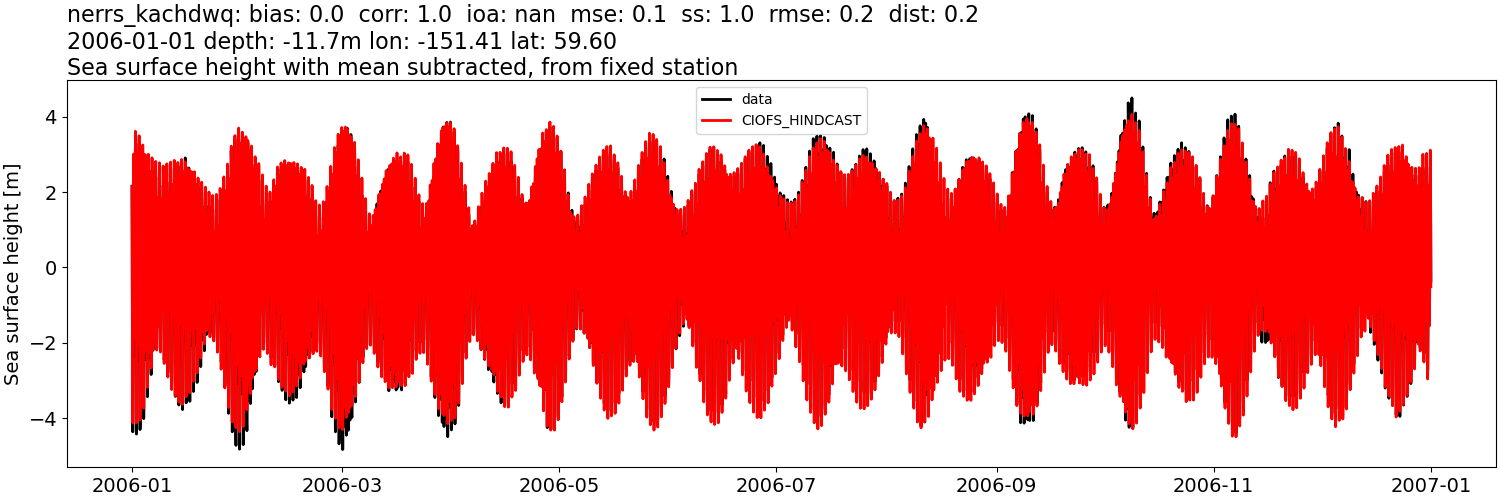 nerrs_kachdwq: bias: 0.0  corr: 1.0  ioa: nan  mse: 0.1  ss: 1.0  rmse: 0.2  dist: 0.2
2006-01-01 depth: -11.7m lon: -151.41 lat: 59.60
Sea surface height with mean subtracted, from fixed station
data
CIOFS_HINDCAST
Sea surface height [m]
4
2
0
−2
−4
2006-01
2006-03
2006-05
2006-07
2006-09
2006-11
2007-01